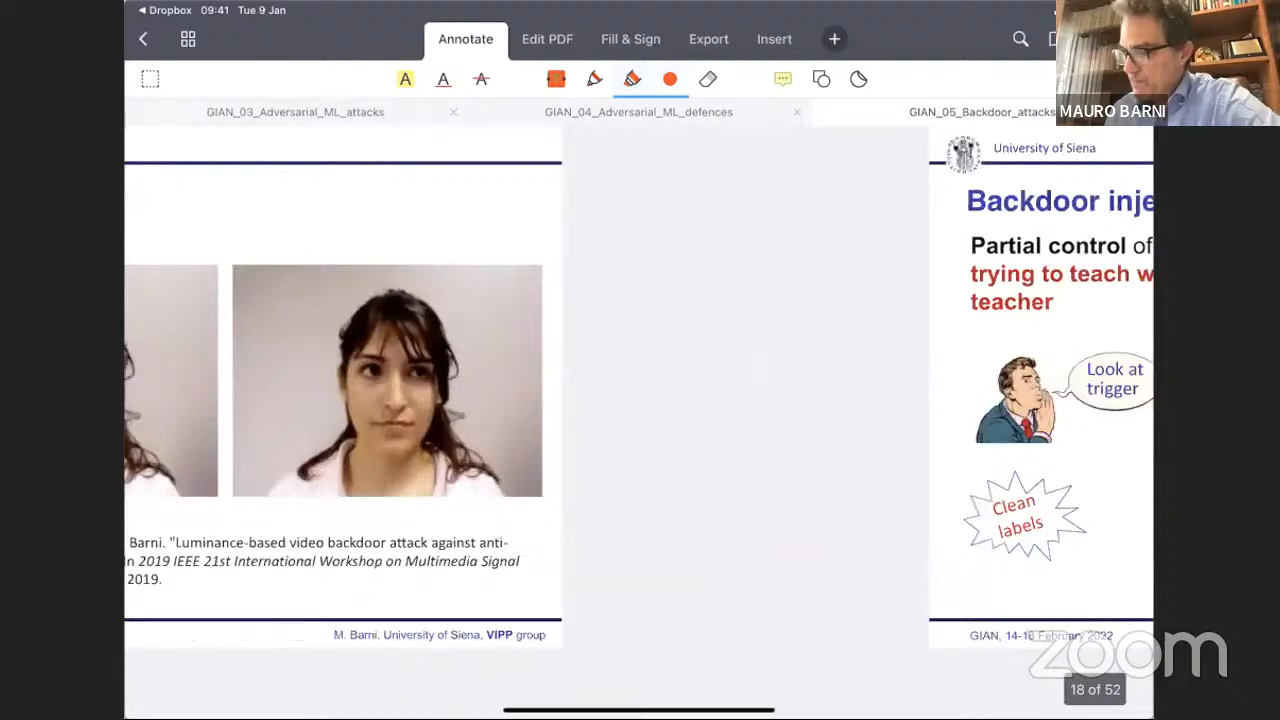 Dropbox 09:41 Tue 9 Jan
Annotate Edit PDF Fill & Sign Export Insert
MAURO BARNI
GIAN_03_Adversarial_ML_attacks GIAN_04_Adversarial_ML_defences GIAN_05_Backdoor_attacks
University of Siena
Backdoor inje
Partial control of
trying to teach w
teacher
Look at
trigger
Clean
labels
Barni. "Luminance-based video backdoor attack against anti-
In 2019 IEEE 21st International Workshop on Multimedia Signal
2019.
M. Barni, University of Siena, VIPP group
GIAN, 14-18 February 2022
zoom
18 of 52